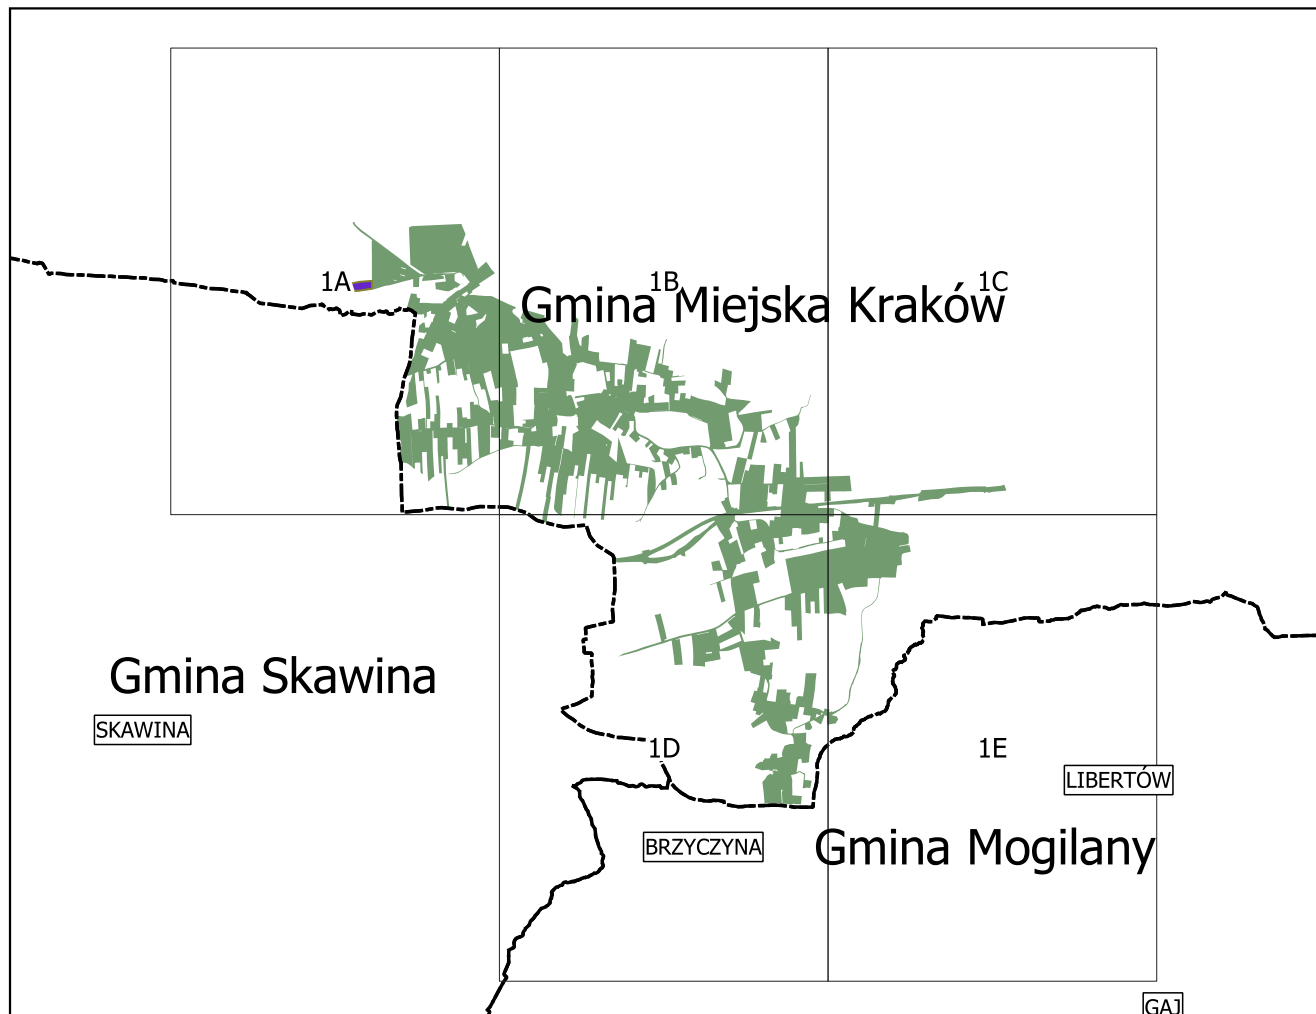 1A
1B
1C
Gmina Miejska Kraków
Gmina Skawina
SKAWINA
1D
1E
LIBERTÓW
BRZYCZYNA
Gmina Mogilany
GAJ